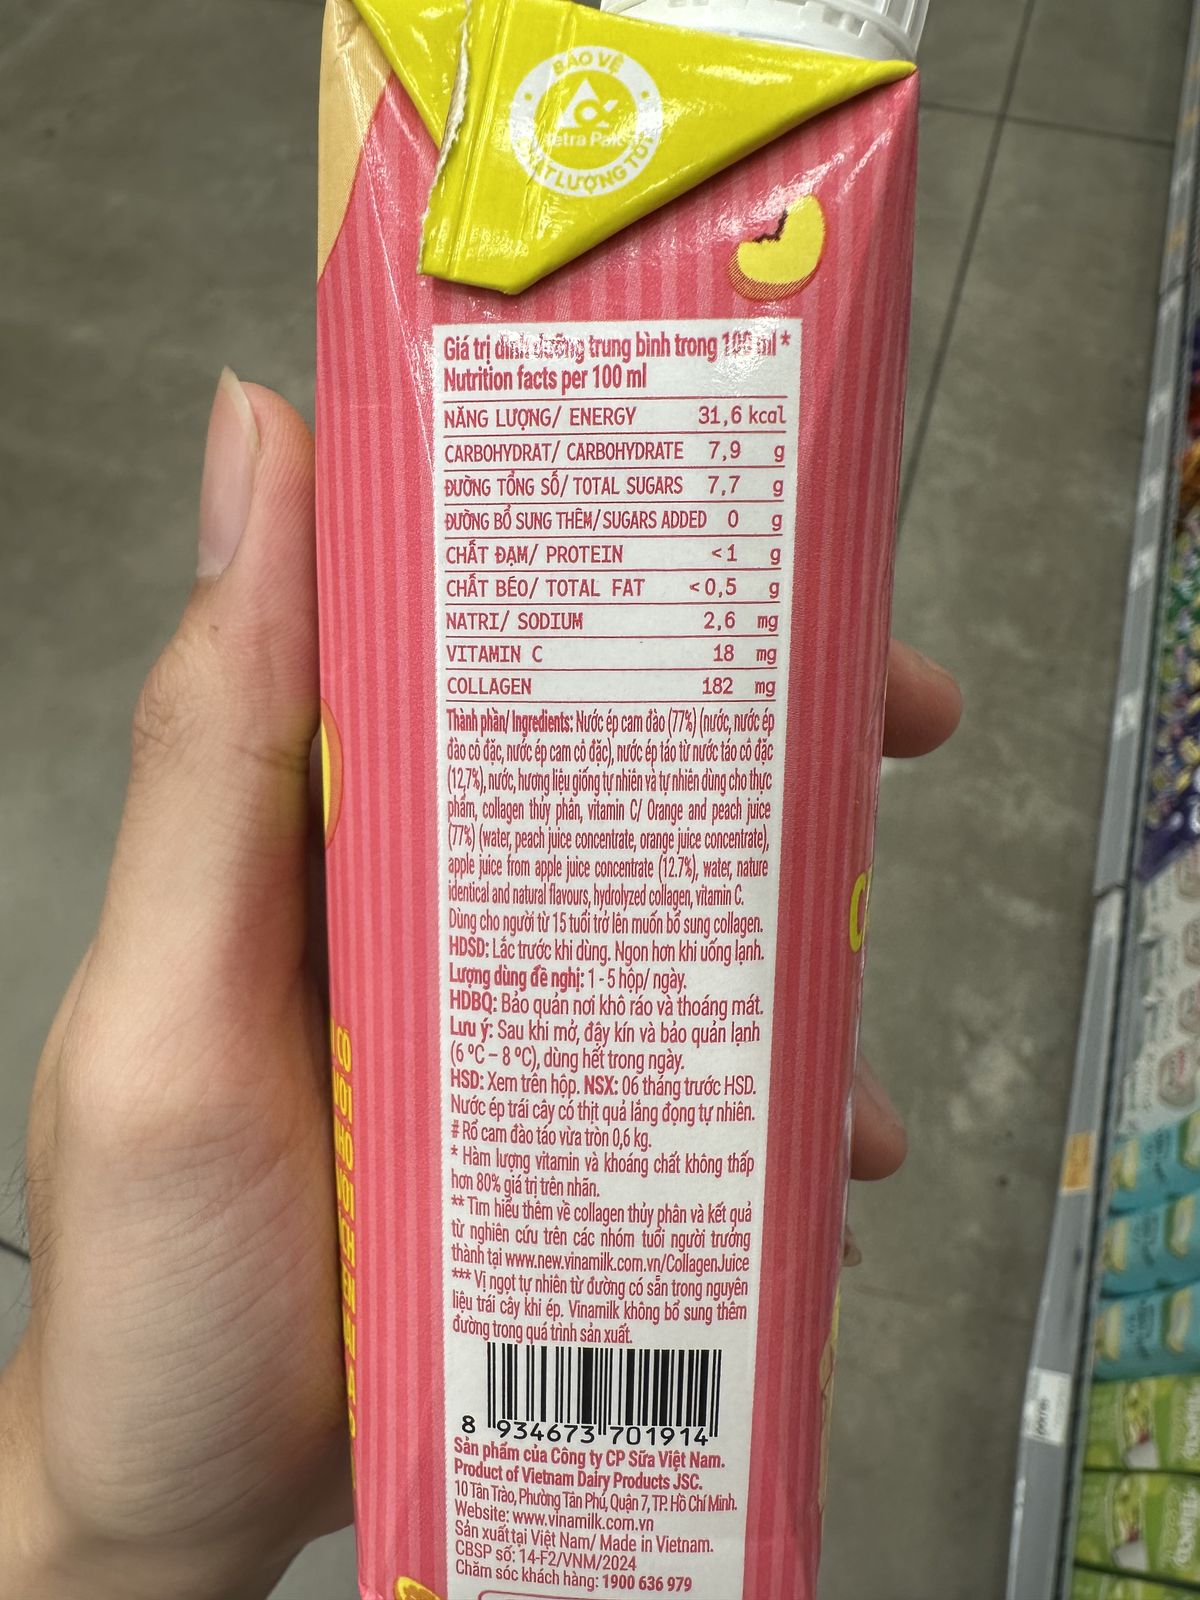 BẢO VỆ
Tetra Pak
CHẤT LƯỢNG TỐT
Giá trị dinh dưỡng trung bình trong 100 ml *
Nutrition facts per 100 ml
NĂNG LƯỢNG/ ENERGY 31,6 kcal
CARBOHYDRAT/ CARBOHYDRATE 7,9 g
ĐƯỜNG TỔNG SỐ/ TOTAL SUGARS 7,7 g
ĐƯỜNG BỔ SUNG THÊM/ SUGARS ADDED 0 g
CHẤT ĐẠM/ PROTEIN <1 g
CHẤT BÉO/ TOTAL FAT <0,5 g
NATRI/ SODIUM 2,6 mg
VITAMIN C 18 mg
COLLAGEN 182 mg
Thành phần/ Ingredients: Nước ép cam đào (77%) (nước, nước ép
đào cô đặc, nước ép cam cô đặc), nước ép táo từ nước táo cô đặc
(12,7%), nước, hương liệu giống tự nhiên và tự nhiên dùng cho thực
phẩm, collagen thủy phân, vitamin C/ Orange and peach juice
(77%) (water, peach juice concentrate, orange juice concentrate),
apple juice from apple juice concentrate (12.7%), water, nature
identical and natural flavours, hydrolyzed collagen, vitamin C.
Dùng cho người từ 15 tuổi trở lên muốn bổ sung collagen.
HDSD: Lắc trước khi dùng. Ngon hơn khi uống lạnh.
Lượng dùng đề nghị: 1 - 5 hộp/ ngày.
HDBQ: Bảo quản nơi khô ráo và thoáng mát.
Lưu ý: Sau khi mở, đậy kín và bảo quản lạnh
(6 °C – 8 °C), dùng hết trong ngày.
HSD: Xem trên hộp. NSX: 06 tháng trước HSD.
Nước ép trái cây có thịt quả lắng đọng tự nhiên.
# Rổ cam đào táo vừa tròn 0,6 kg.
* Hàm lượng vitamin và khoáng chất không thấp
hơn 80% giá trị trên nhãn.
** Tìm hiểu thêm về collagen thủy phân và kết quả
từ nghiên cứu trên các nhóm tuổi người trưởng
thành tại www.new.vinamilk.com.vn/CollagenJuice
*** Vị ngọt tự nhiên từ đường có sẵn trong nguyên
liệu trái cây khi ép. Vinamilk không bổ sung thêm
đường trong quá trình sản xuất.
8 934673 701914
Sản phẩm của Công ty CP Sữa Việt Nam.
Product of Vietnam Dairy Products JSC.
10 Tân Trào, Phường Tân Phú, Quận 7, TP. Hồ Chí Minh.
Website: www.vinamilk.com.vn
Sản xuất tại Việt Nam/ Made in Vietnam.
CBSP số: 14-F2/VNM/2024
Chăm sóc khách hàng: 1900 636 979